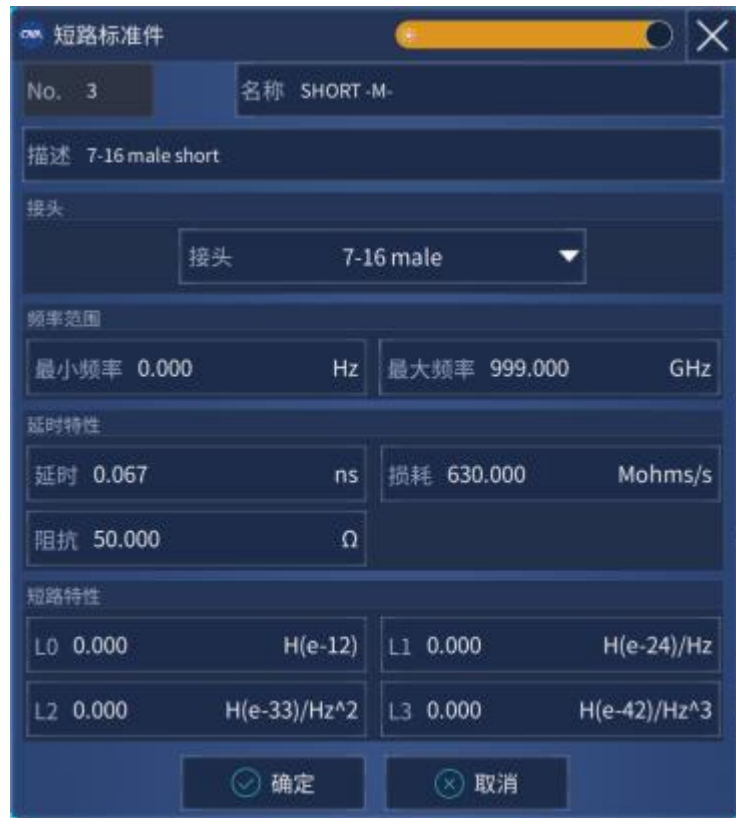 CNA 短路标准件
No. 3 名称 SHORT -M-
描述 7-16 male short
接头
接头 7-16 male
频率范围
最小频率 0.000 Hz 最大频率 999.000 GHz
延时特性
延时 0.067 ns 损耗 630.000 Mohms/s
阻抗 50.000 Ω
短路特性
L0 0.000 H(e-12) L1 0.000 H(e-24)/Hz
L2 0.000 H(e-33)/Hz^2 L3 0.000 H(e-42)/Hz^3
确定 取消